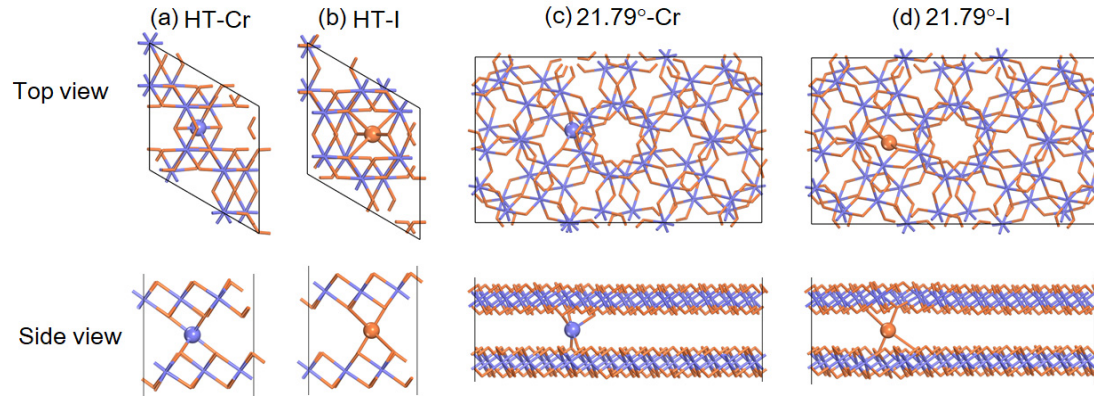 (a) HT-Cr
(b) HT-I
(c) 21.79°-Cr
(d) 21.79°-I
Top view
Side view